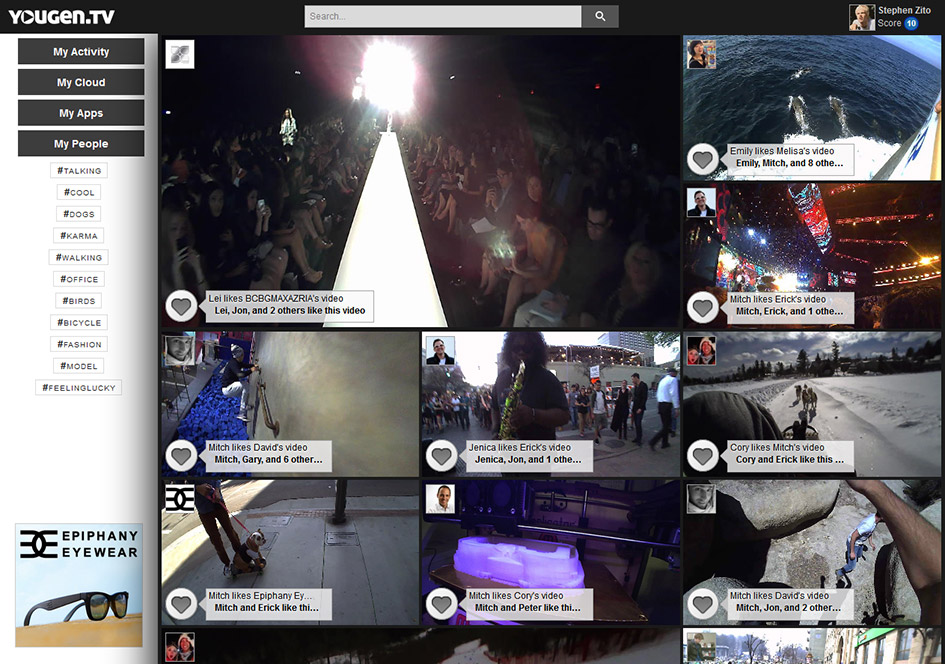 YOUGEN.TV
Search...
Stephen Zito
Score 10
My Activity
My Cloud
My Apps
My People
#TALKING
#COOL
#DOGS
#KARMA
#WALKING
#OFFICE
#BIRDS
#BICYCLE
#FASHION
#MODEL
#FEELINGLUCKY
EPIPHANY
EYEWEAR
Lei likes BCBGMAXAZRIA's video
Lei, Jon, and 2 others like this video
Emily likes Melisa's video
Emily, Mitch, and 8 othe...
Mitch likes Erick's video
Mitch, Erick, and 1 othe...
Mitch likes David's video
Mitch, Gary, and 6 other...
Jenica likes Erick's video
Jenica, Jon, and 1 othe...
Cory likes Mitch's video
Cory and Erick like this ...
Mitch likes Epiphany Ey...
Mitch and Erick like thi...
Mitch likes Cory's video
Mitch and Peter like thi...
Mitch likes David's video
Mitch, Jon, and 2 other...